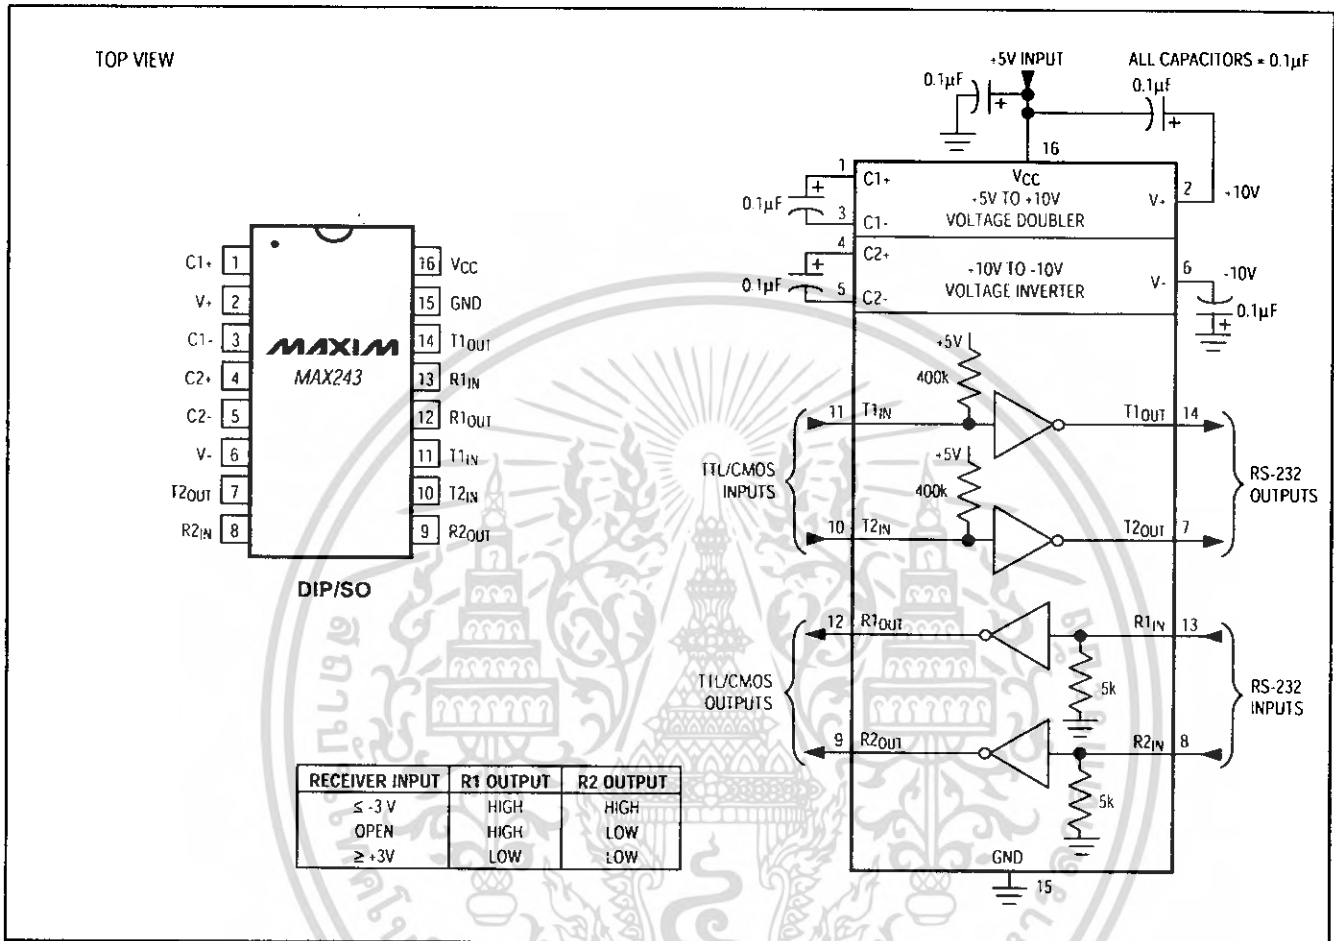 TOP VIEW
C1+ 1
V+ 2
C1- 3
C2+ 4
C2- 5
V- 6
T2OUT 7
R2IN 8
16 VCC
15 GND
14 T1OUT
13 R1IN
12 R1OUT
11 T1IN
10 T2IN
9 R2OUT
MAXIM
MAX243
DIP/SO
+5V INPUT
ALL CAPACITORS = 0.1µF
0.1µF
+
0.1µF
+
16
VCC
+5V TO +10V
VOLTAGE DOUBLER
1 C1+
+
0.1µF
3 C1-
V+ 2 +10V
4 C2+
+
0.1µF
5 C2-
+10V TO -10V
VOLTAGE INVERTER
V- 6 -10V
0.1µF
+
+5V
400k
11 T1IN
T1OUT 14
+5V
400k
TTL/CMOS
INPUTS
RS-232
OUTPUTS
10 T2IN
T2OUT 7
12 R1OUT
R1IN 13
5k
TTL/CMOS
OUTPUTS
RS-232
INPUTS
9 R2OUT
R2IN 8
5k
GND
15
RECEIVER INPUT R1 OUTPUT R2 OUTPUT
≤ -3 V HIGH HIGH
OPEN HIGH LOW
≥ +3V LOW LOW